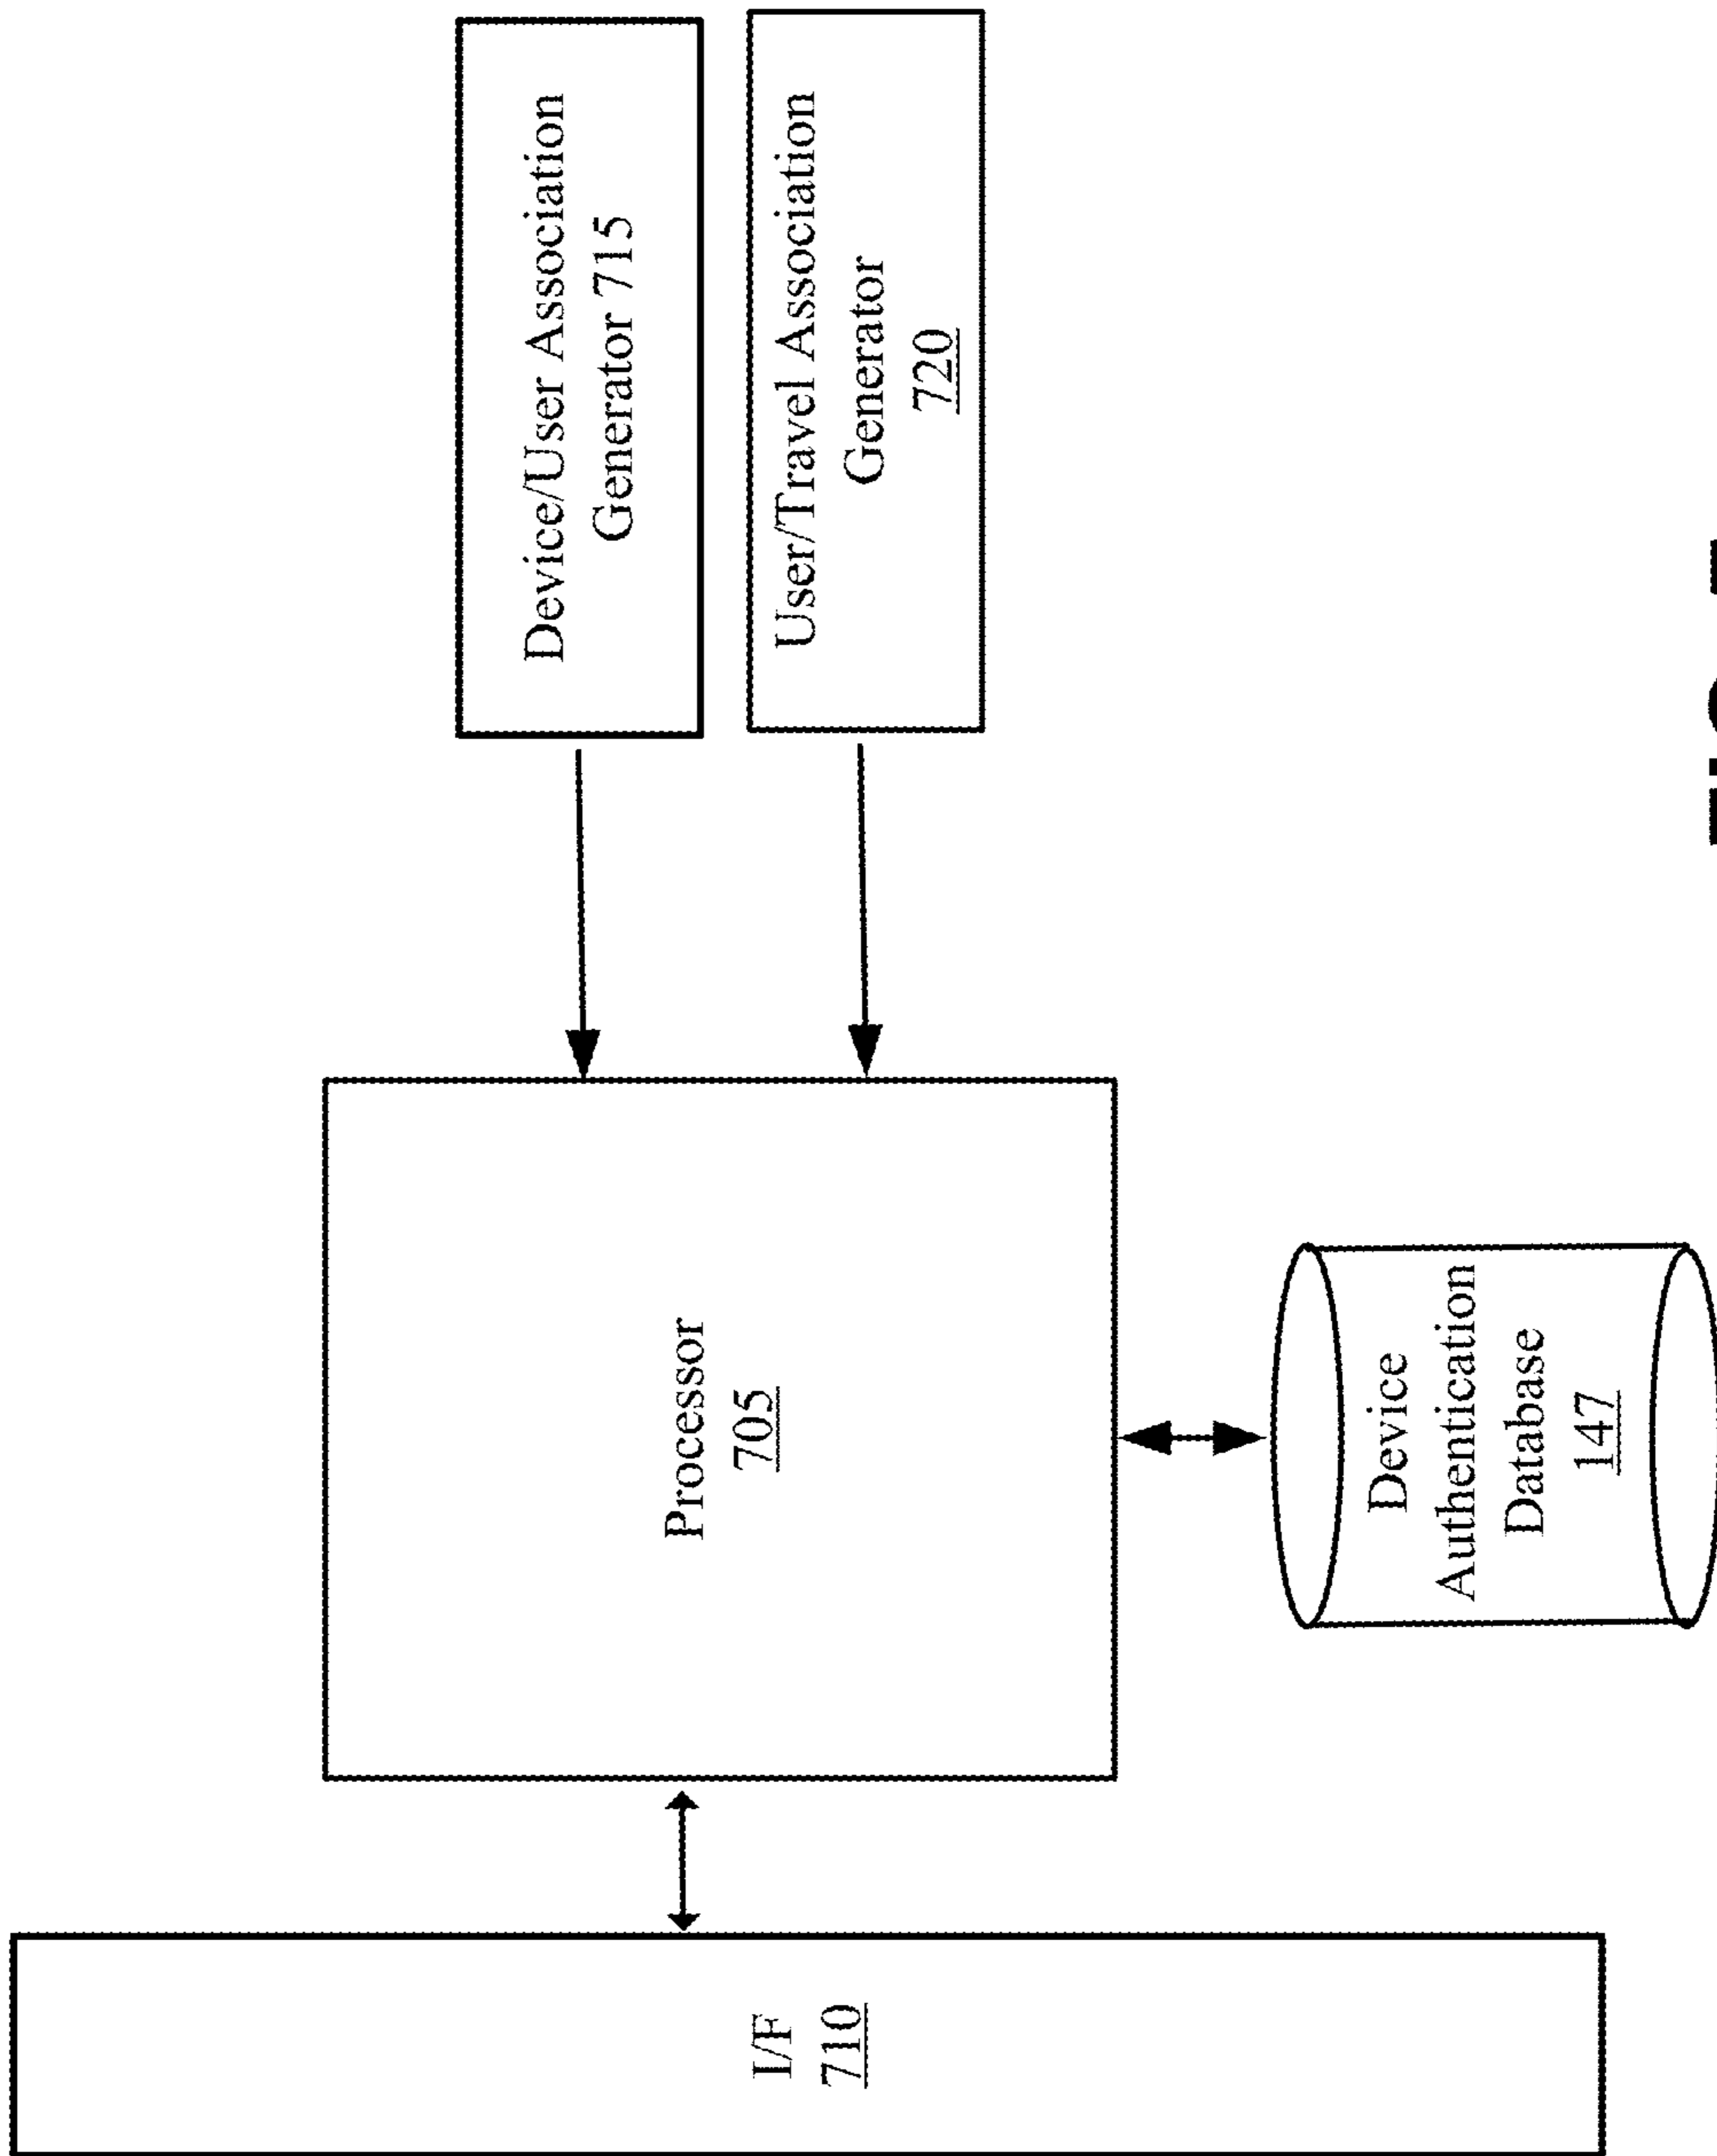 I/F
710
Processor
705
Device/User Association
Generator 715
User/Travel Association
Generator
720
Device
Authentication
Database
147